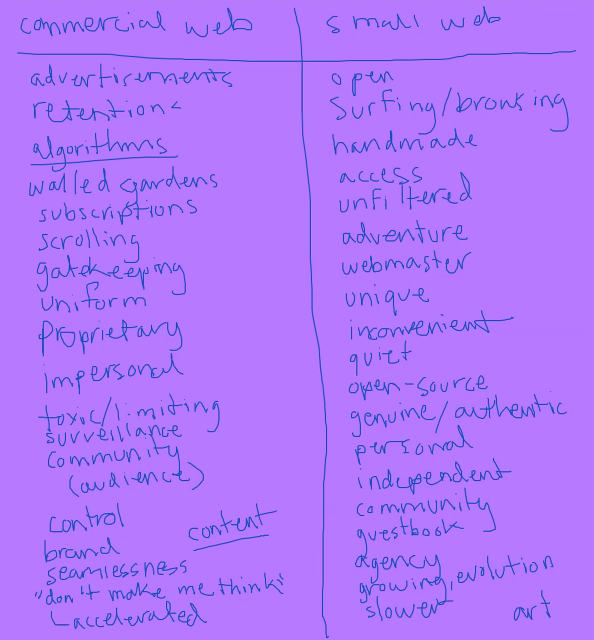 commercial web
advertisements
retention
algorithms
walled gardens
subscriptions
scrolling
gatekeeping
uniform
proprietary
impersonal
toxic/limiting
surveillance
community
(audience)
control
content
brand
seamlessness
"don't make me think"
accelerated
small web
open
surfing/browsing
handmade
access
unfiltered
adventure
webmaster
unique
inconvenient
quiet
open-source
genuine/authentic
personal
independent
community
guestbook
agency
growing, evolution
slower
art